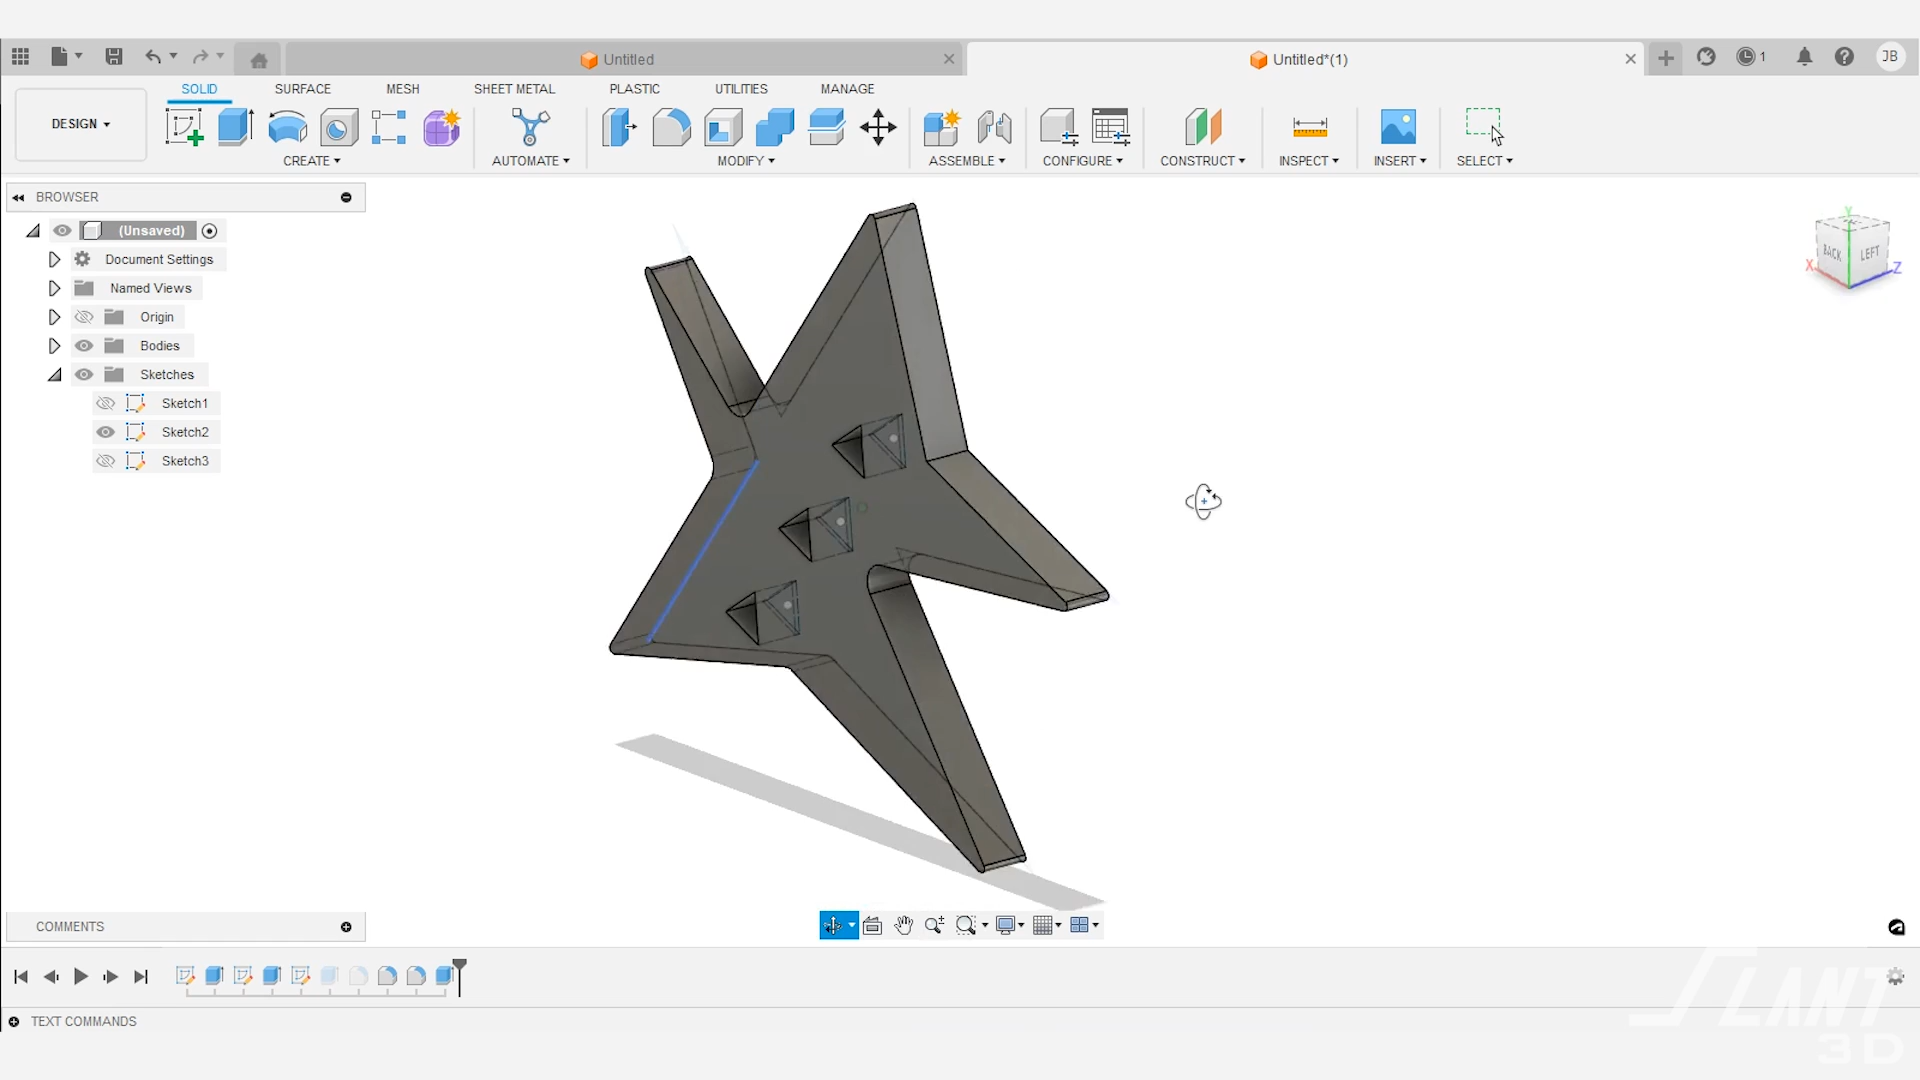 Untitled
Untitled*(1)
1
JB
SOLID
SURFACE
MESH
SHEET METAL
PLASTIC
UTILITIES
MANAGE
DESIGN
CREATE
AUTOMATE
MODIFY
ASSEMBLE
CONFIGURE
CONSTRUCT
INSPECT
INSERT
SELECT
BROWSER
(Unsaved)
Document Settings
Named Views
Origin
Bodies
Sketches
Sketch1
Sketch2
Sketch3
Y
BACK
LEFT
X
Z
COMMENTS
TEXT COMMANDS
SLANT
3D